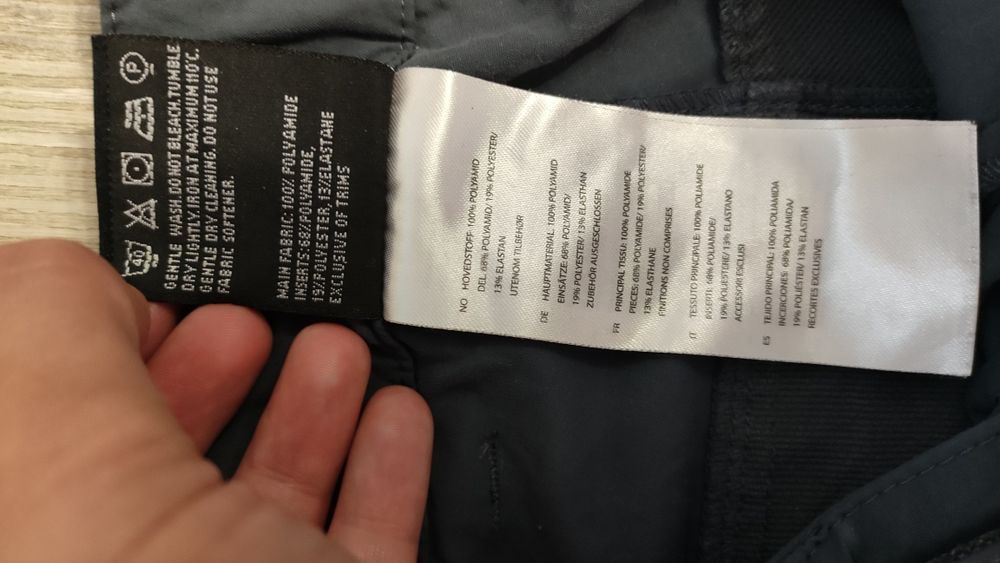 40
P
GENTLE WASH. DO NOT BLEACH. TUMBLE
DRY LIGHTLY. IRON AT MAXIMUM 110°C.
GENTLE DRY CLEANING. DO NOT USE
FABRIC SOFTENER.
MAIN FABRIC: 100% POLYAMIDE
INSERTS: 68% POLYAMIDE,
19% POLYESTER, 13% ELASTANE
EXCLUSIVE OF TRIMS
NO HOVEDSTOFF: 100% POLYAMID
DEL: 68% POLYAMID/ 19% POLYESTER/
13% ELASTAN
UTENOM TILBEHØR
DE HAUPTMATERIAL: 100% POLYAMID
EINSÄTZE: 68% POLYAMID/
19% POLYESTER/ 13% ELASTHAN
ZUBEHÖR AUSGESCHLOSSEN
FR PRINCIPAL TISSU: 100% POLYAMIDE
PIECES: 68% POLYAMIDE/ 19% POLYESTER/
13% ELASTHANE
FINITIONS NON COMPRISES
IT TESSUTO PRINCIPALE: 100% POLIAMIDE
INSERTI: 68% POLIAMIDE/
19% POLIESTERE/ 13% ELASTANO
ACCESSORI ESCLUSI
ES TEJIDO PRINCIPAL: 100% POLIAMIDA
INCERCIONES: 68% POLIAMIDA/
19% POLIESTER/ 13% ELASTAN
RECORTES EXCLUSIVES